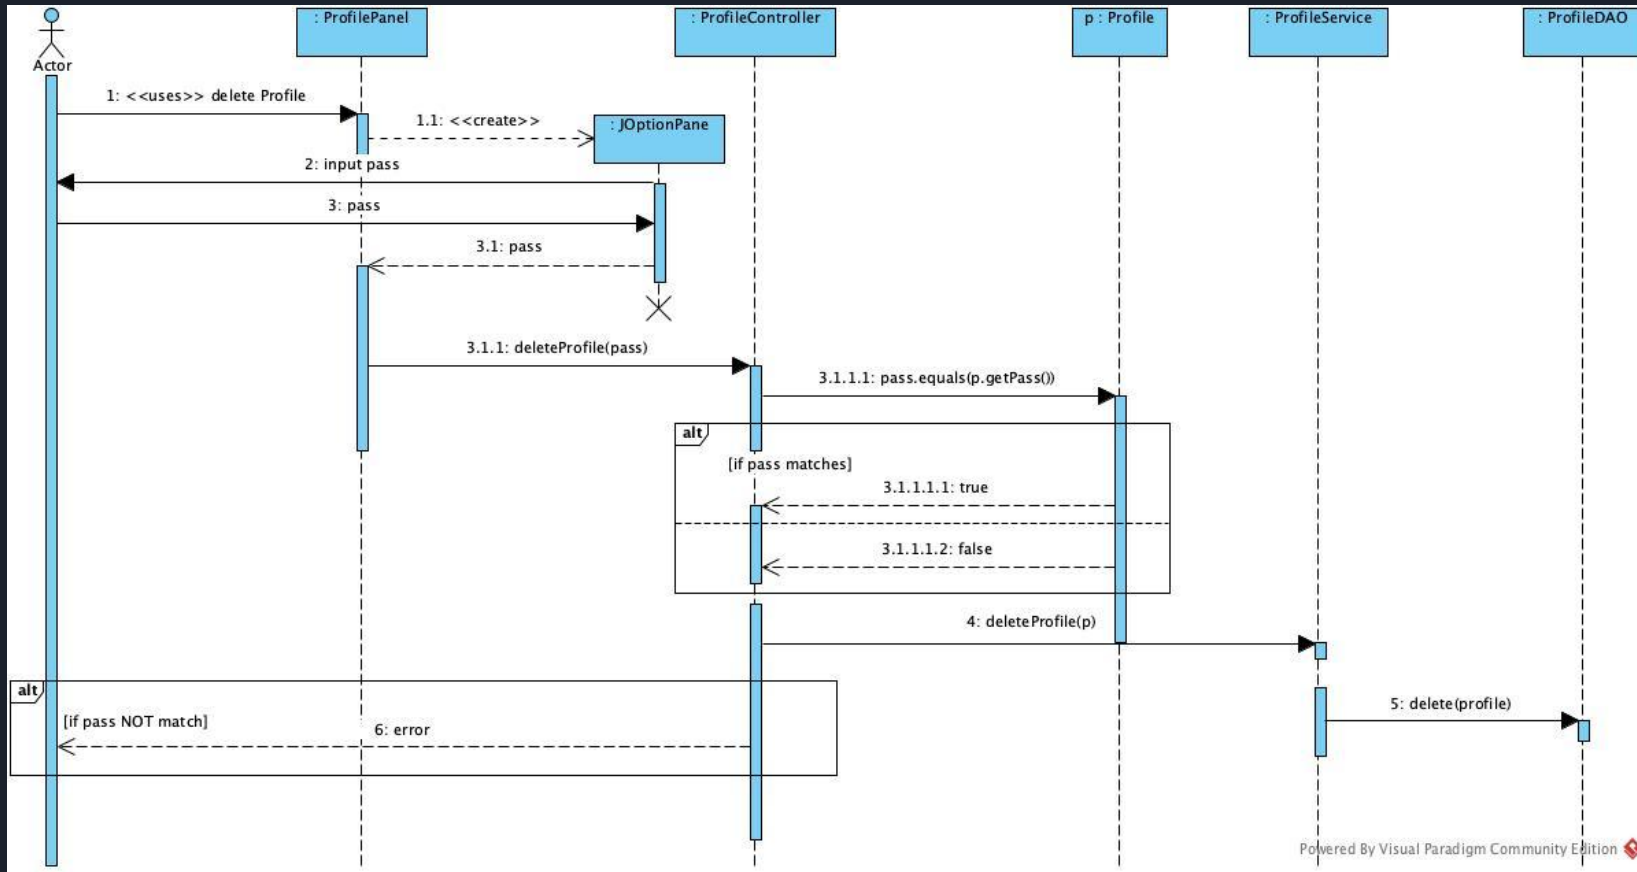 : ProfilePanel
: ProfileController
p : Profile
: ProfileService
: ProfileDAO
Actor
1: <<uses>> delete Profile
1.1: <<create>>
: JOptionPane
2: input pass
3: pass
3.1: pass
3.1.1: deleteProfile(pass)
3.1.1.1: pass.equals(p.getPass())
alt
[if pass matches]
3.1.1.1.1: true
3.1.1.1.2: false
4: deleteProfile(p)
alt
[if pass NOT match]
6: error
5: delete(profile)
Powered By Visual Paradigm Community Edition